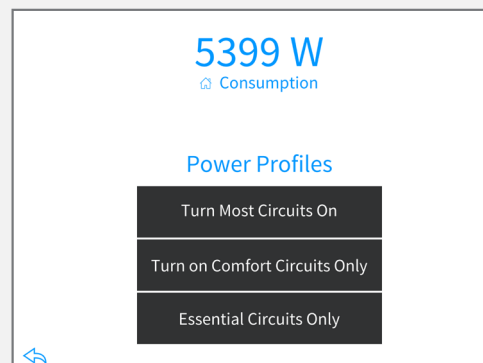 5399 W
Consumption
Power Profiles
Turn Most Circuits On
Turn on Comfort Circuits Only
Essential Circuits Only